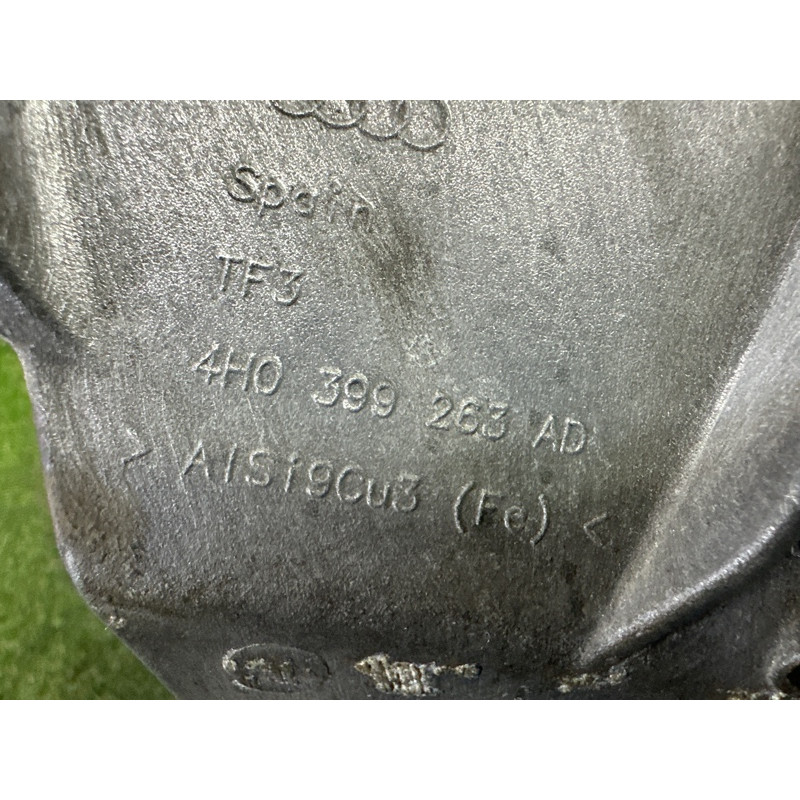 Spain
TF3
4H0 399 263 AD
> AlSi9Cu3 (Fe) <